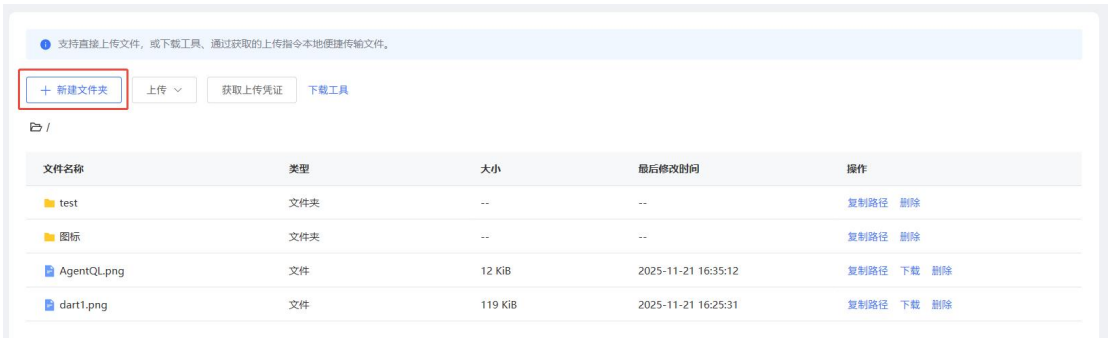 支持直接上传文件，或下载工具、通过获取的上传指令本地便捷传输文件。
+ 新建文件夹 上传 获取上传凭证 下载工具
/
文件名称 类型 大小 最后修改时间 操作
test 文件夹 -- -- 复制路径 删除
图标 文件夹 -- -- 复制路径 删除
AgentQL.png 文件 12 KiB 2025-11-21 16:35:12 复制路径 下载 删除
dart1.png 文件 119 KiB 2025-11-21 16:25:31 复制路径 下载 删除